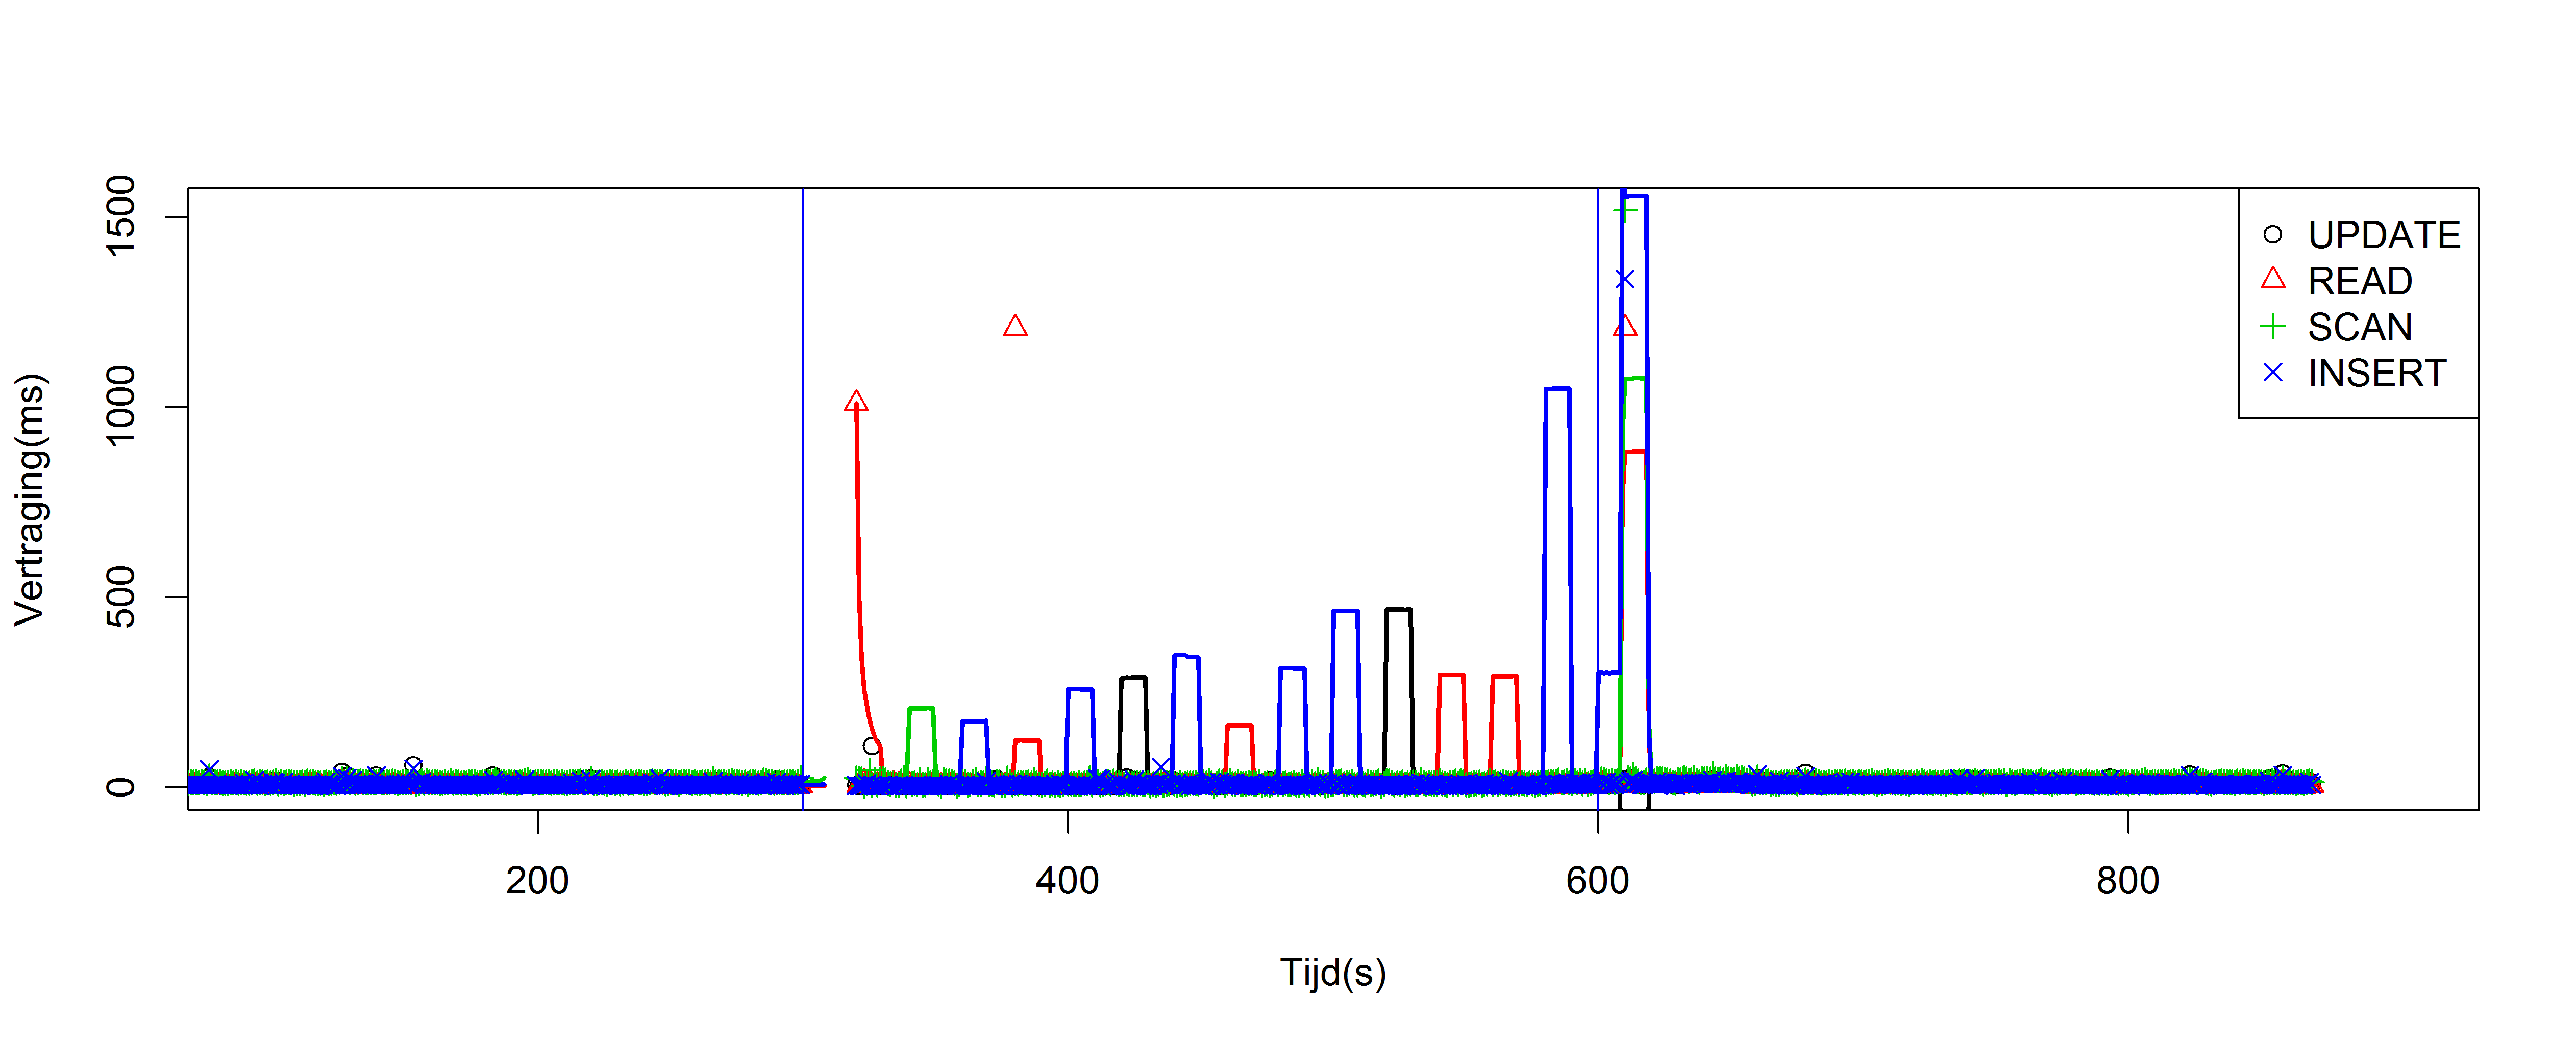 Vertraging(ms)
1500
1000
500
0
UPDATE
READ
SCAN
INSERT
200
400
600
800
Tijd(s)